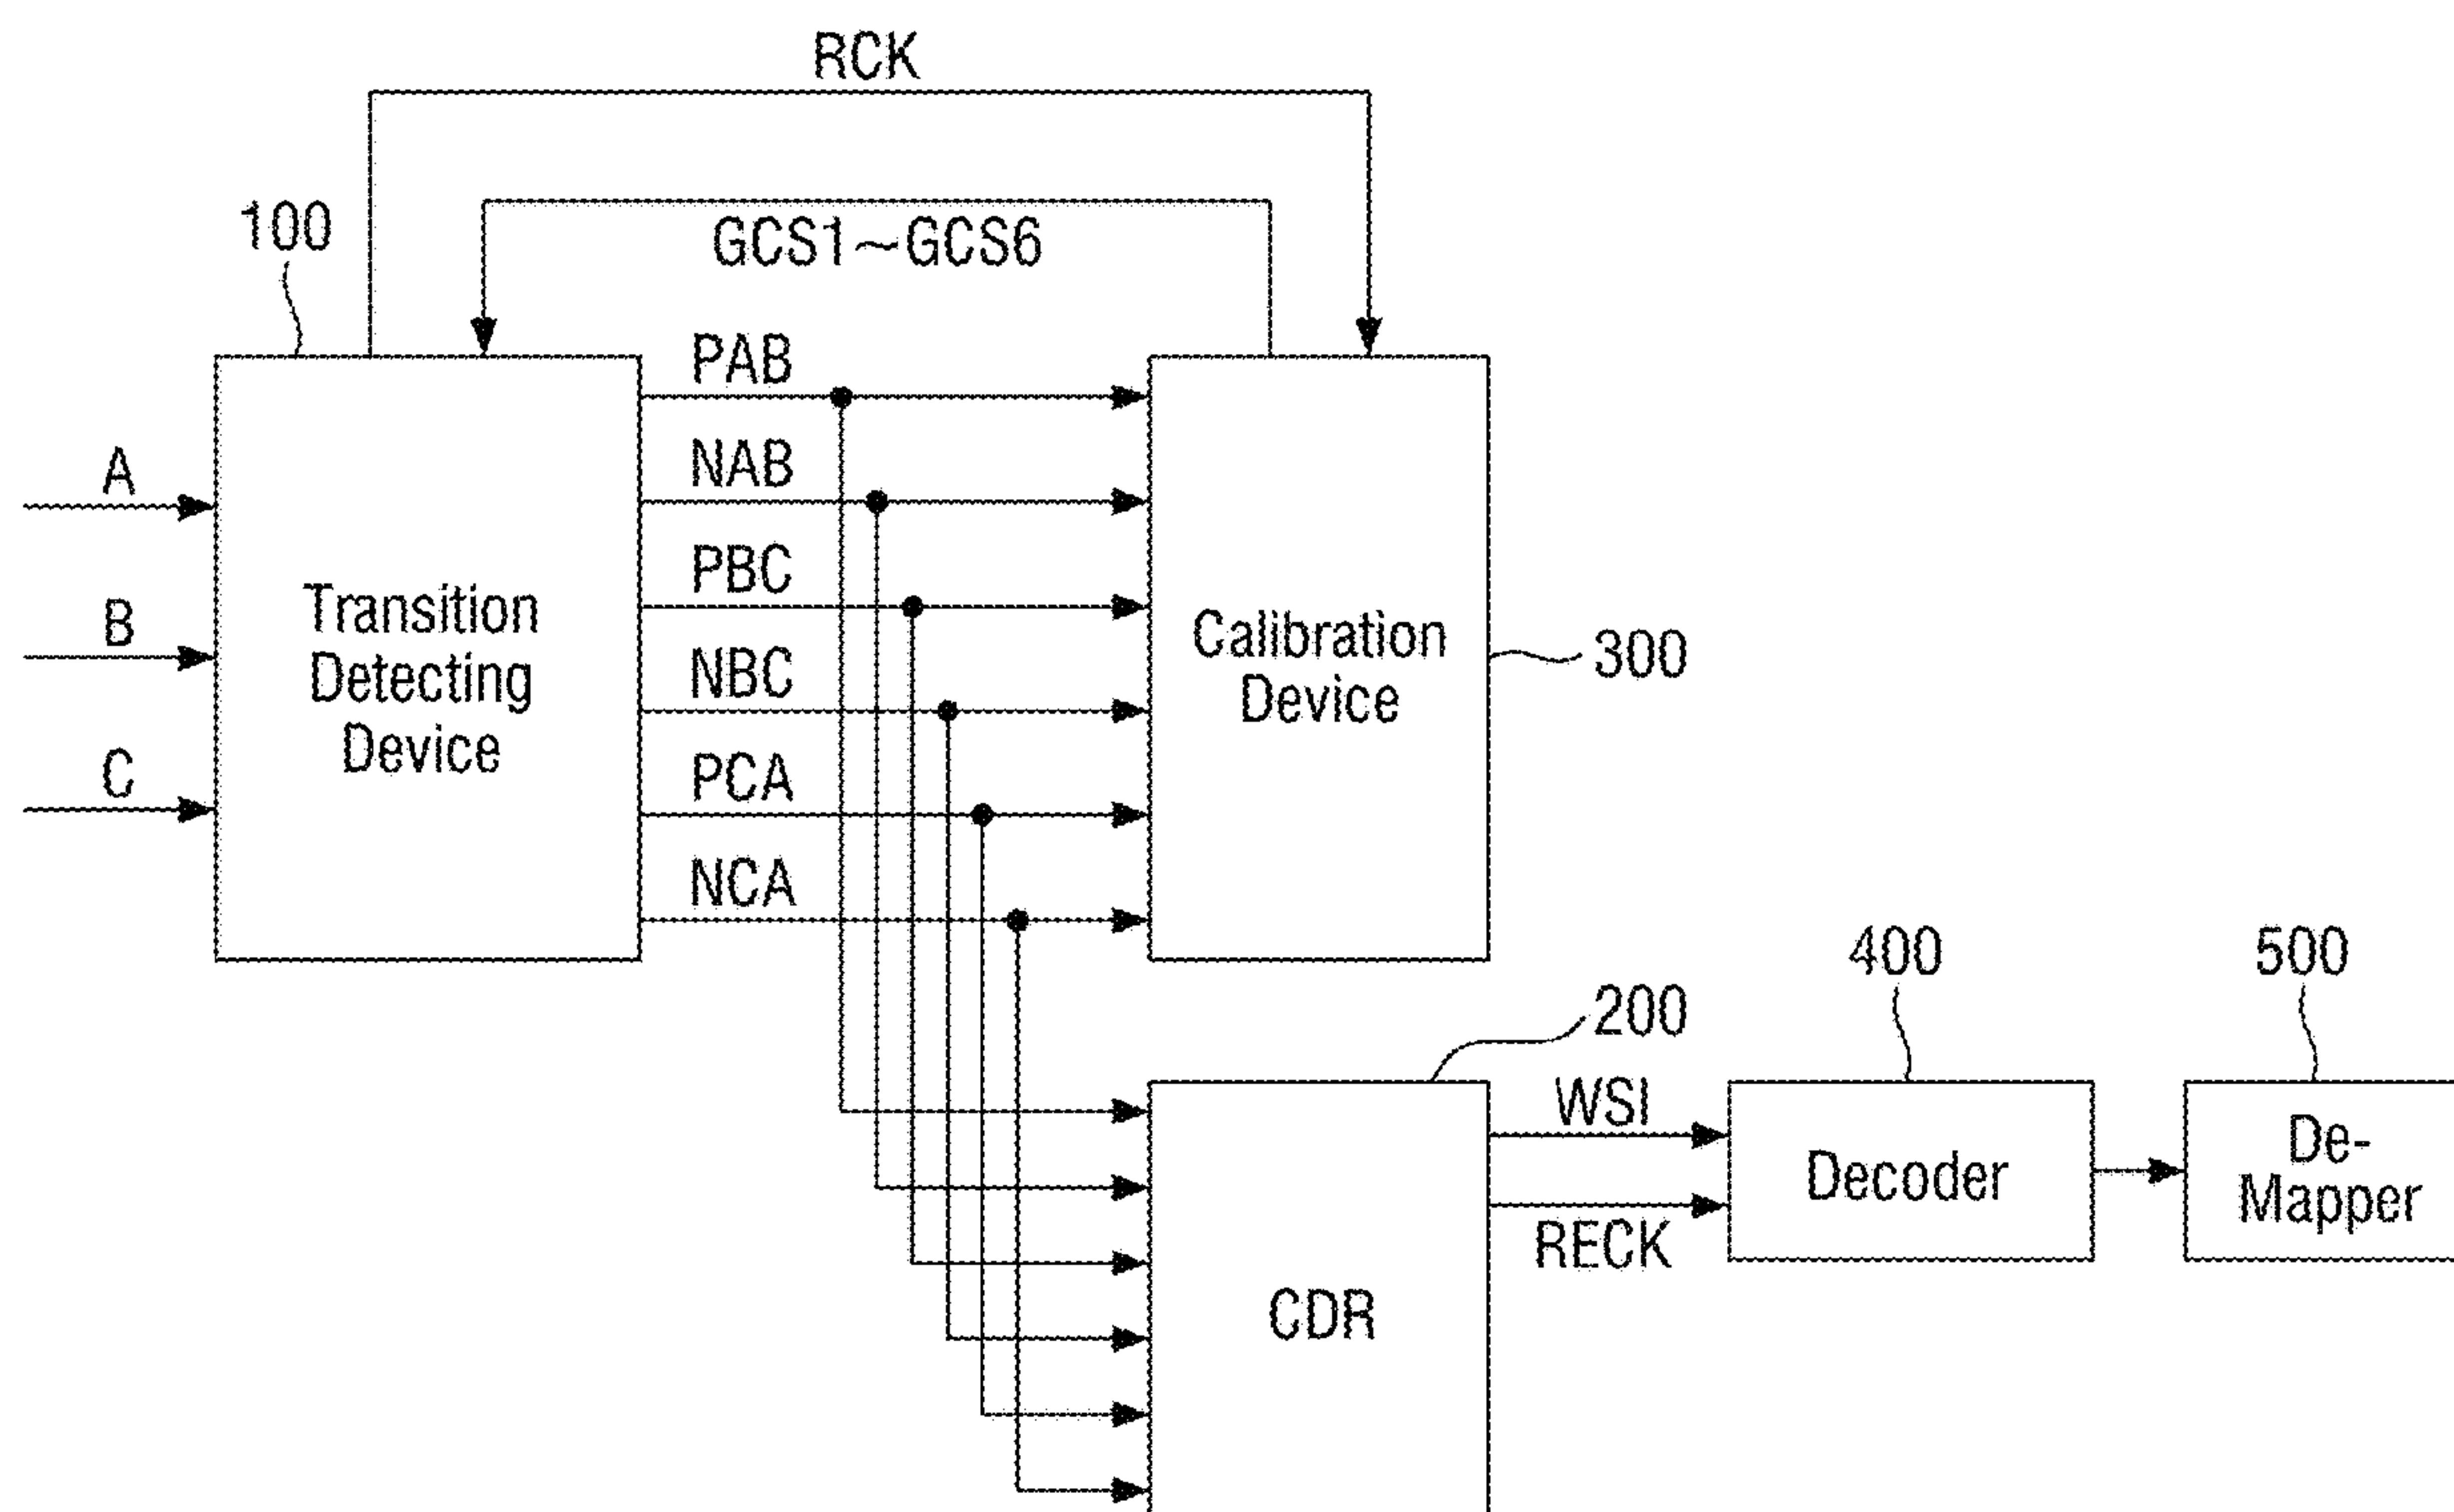 RCK
GCS1~GCS6
100
PAB
NAB
PBC
NBC
PCA
NCA
A
B
C
Transition
Detecting
Device
Calibration
Device
300
200
400
500
WSI
RECK
CDR
Decoder
De-
Mapper